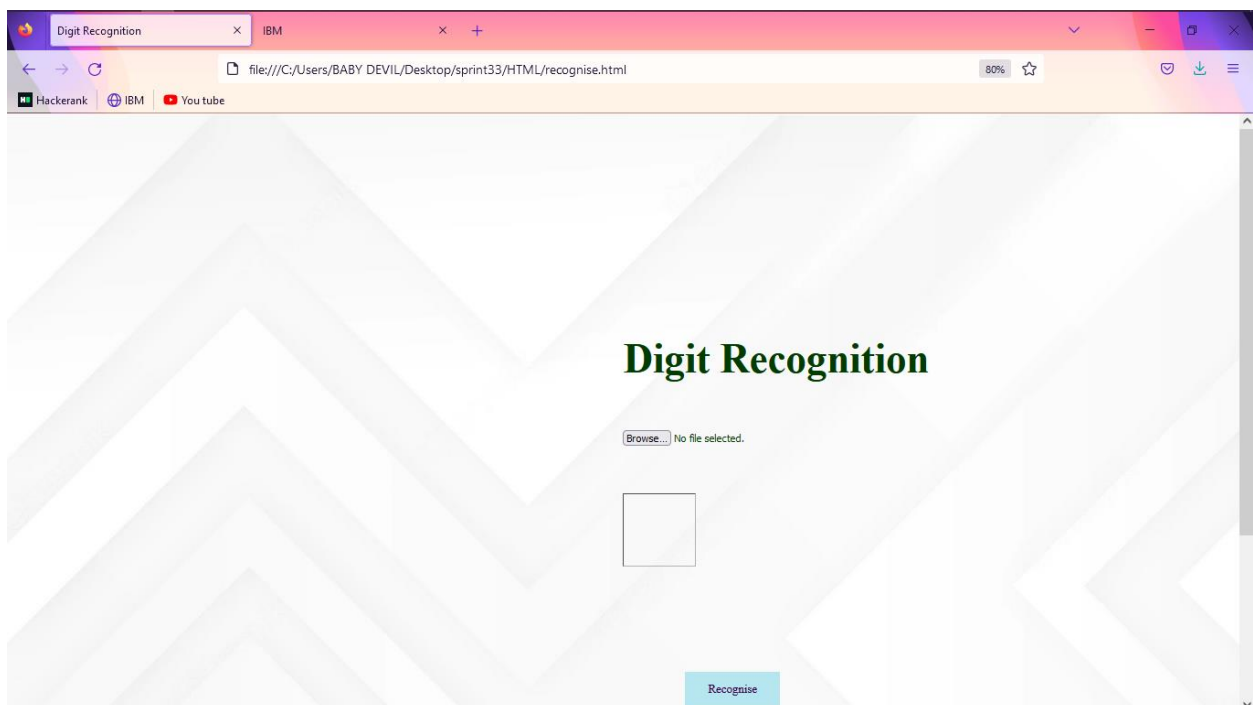 Digit Recognition
IBM
file:///C:/Users/BABY DEVIL/Desktop/sprint33/HTML/recognise.html 80%
Hackerank IBM You tube
Digit Recognition
Browse... No file selected.
Recognise